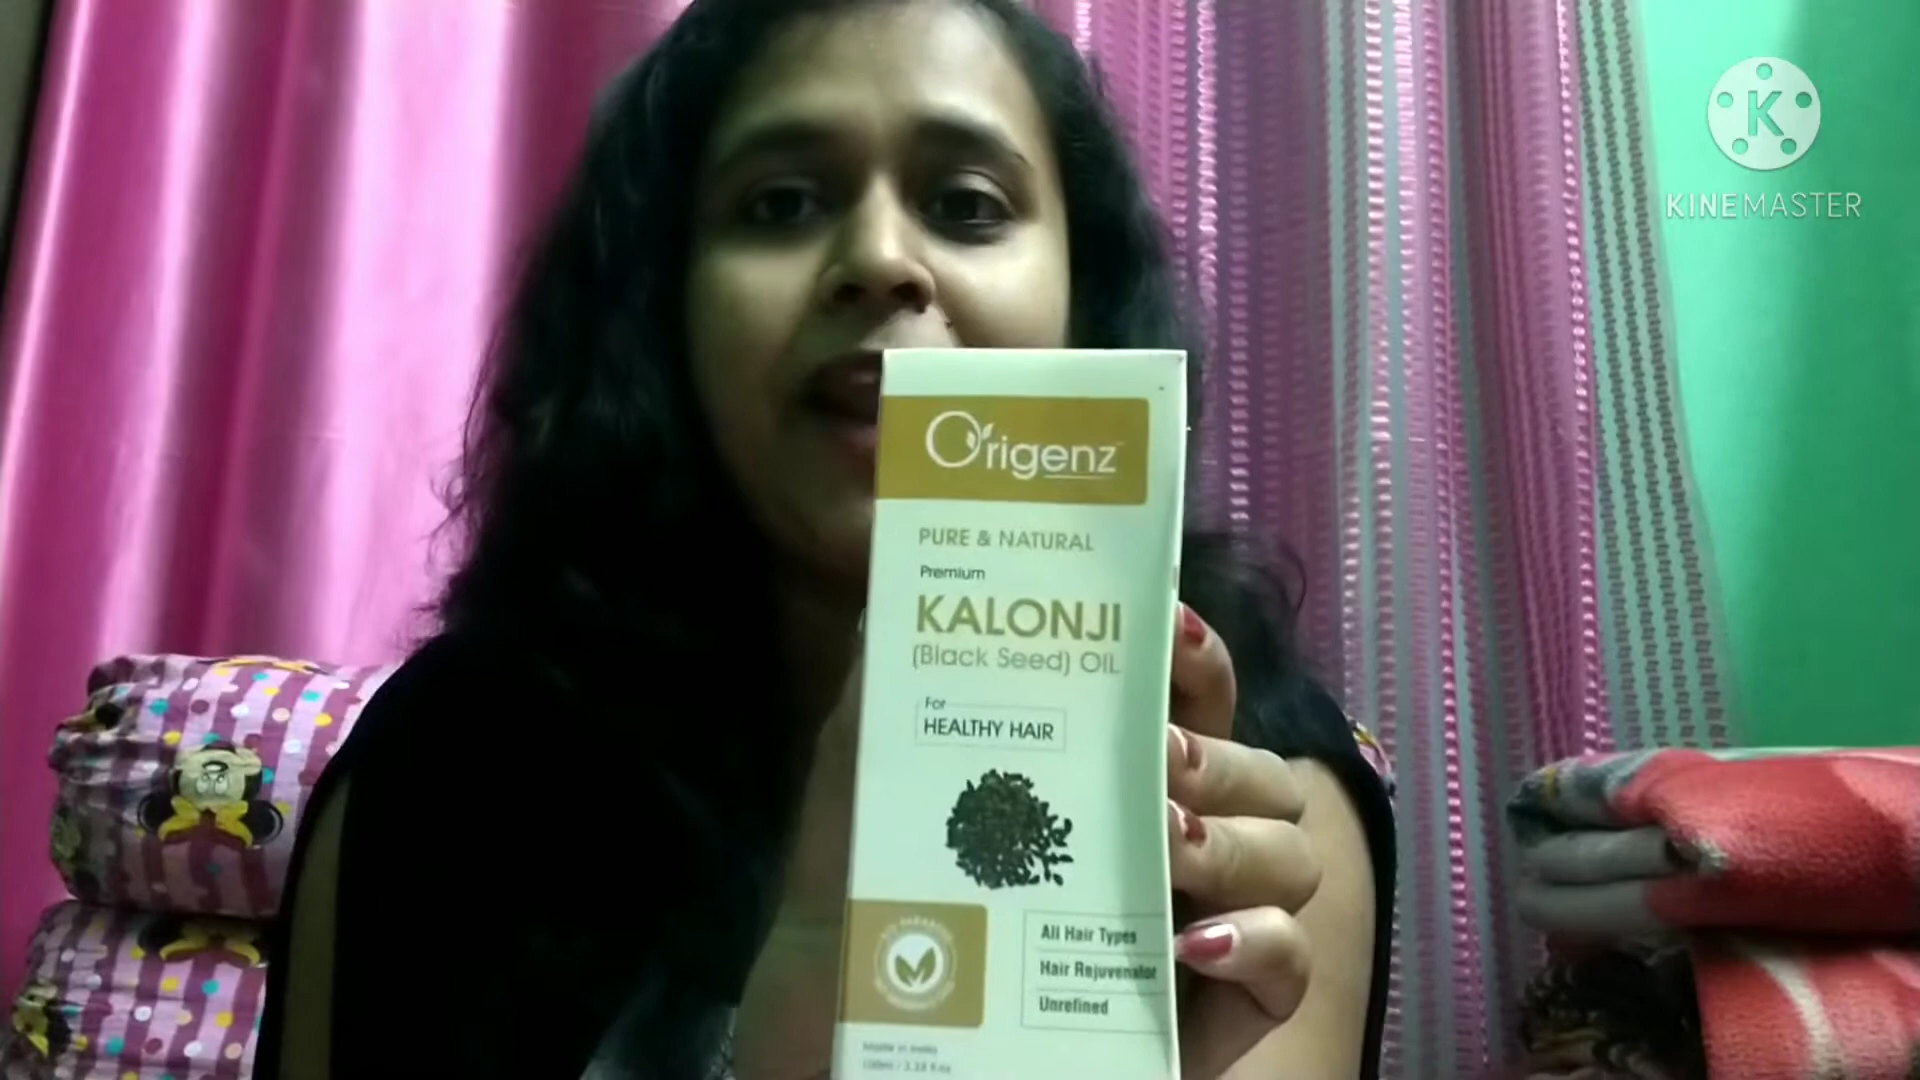 K
KINEMASTER
Origenz
PURE & NATURAL
Premium
KALONJI
(Black Seed) OIL
For
HEALTHY HAIR
All Hair Types
Hair Rejuvenator
Unrefined
Made in India